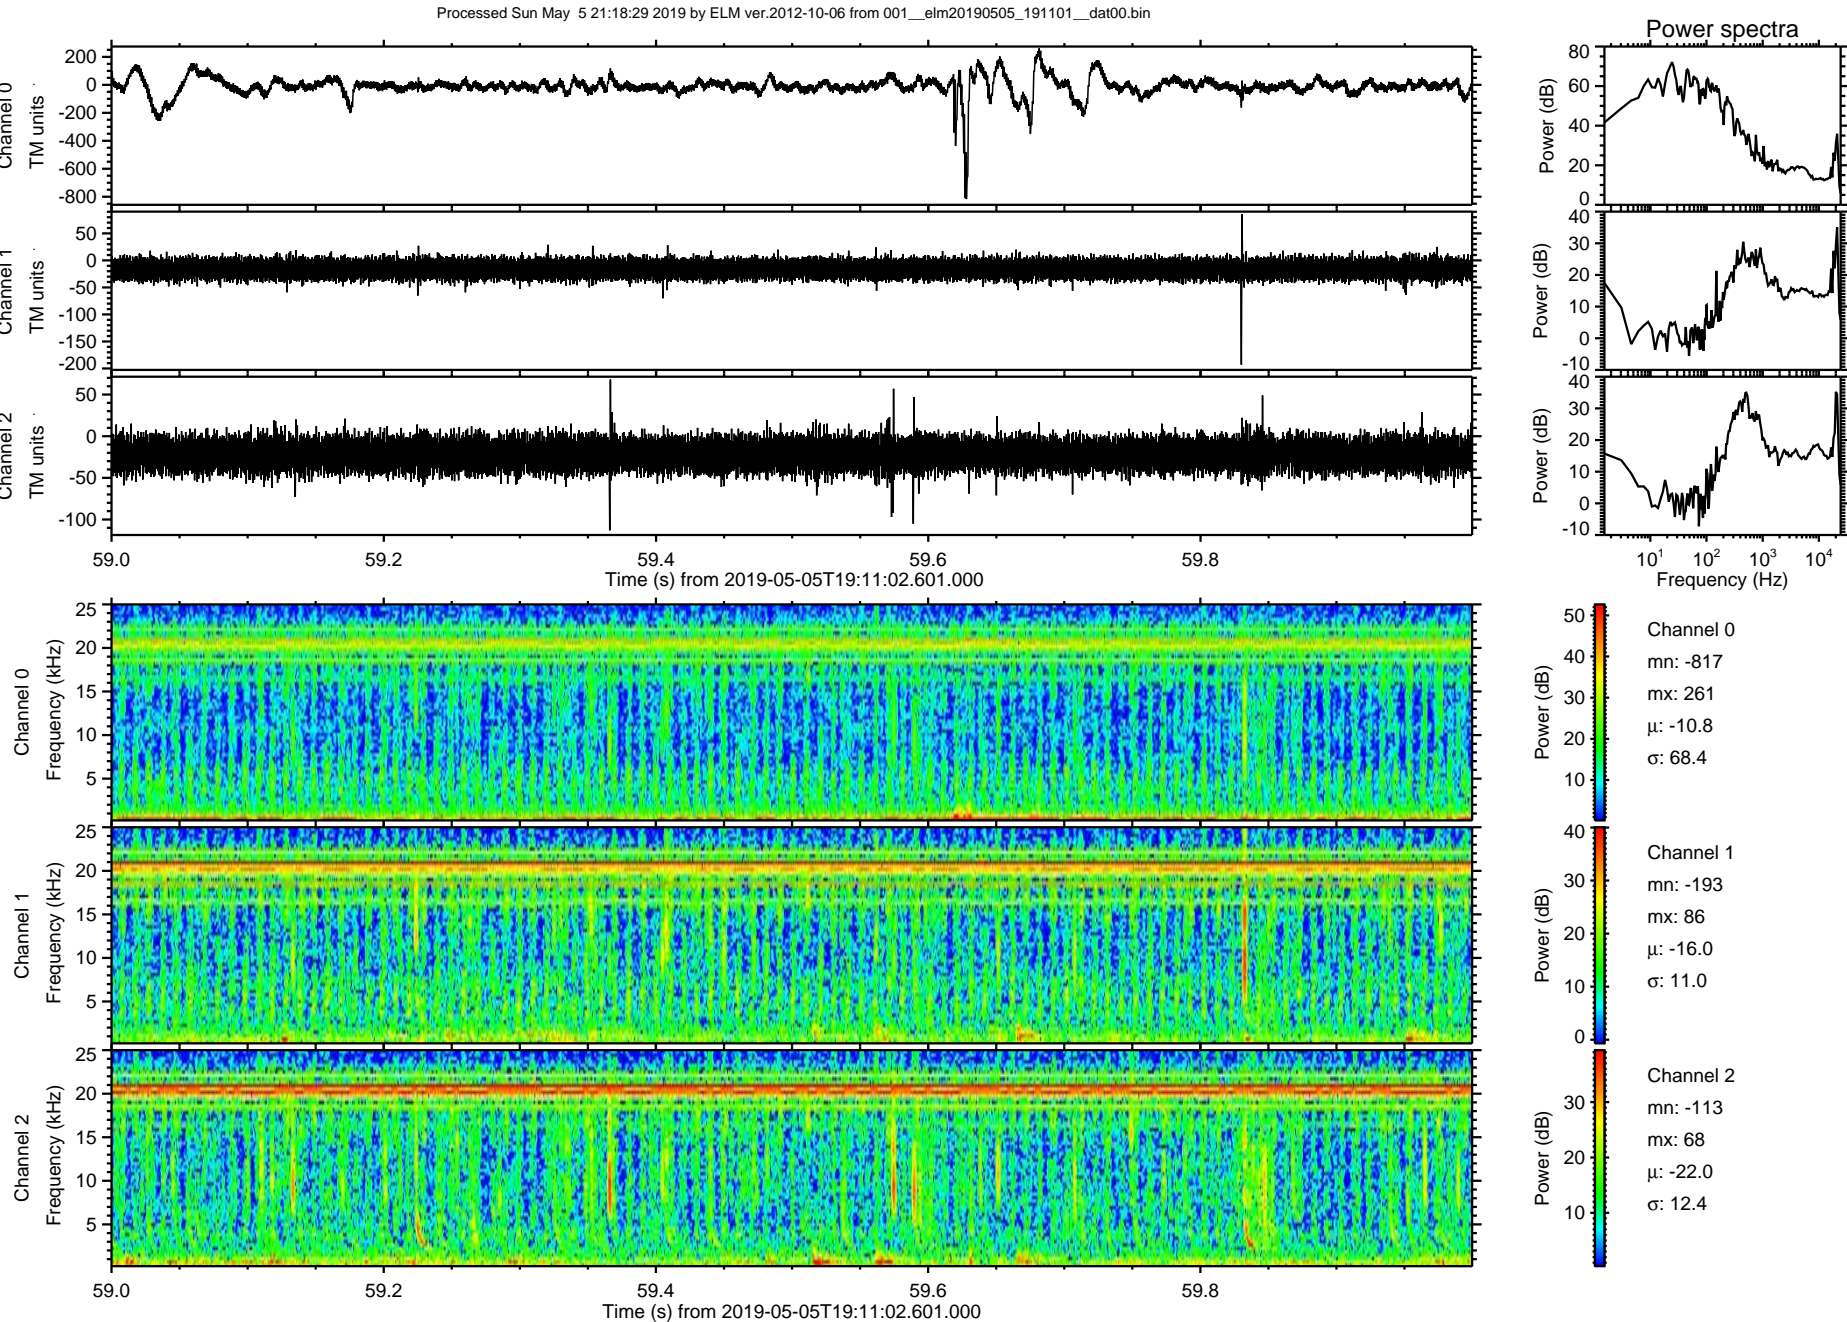 Processed Sun May  5 21:18:29 2019 by ELM ver.2012-10-06 from 001__elm20190505_191101__dat00.bin
Power spectra
Channel 0
TM units
200
0
-200
-400
-600
-800
Power (dB)
80
60
40
20
0
Channel 1
TM units
50
0
-50
-100
-150
-200
Power (dB)
40
30
20
10
0
-10
Channel 2
TM units
50
0
-50
-100
Power (dB)
40
30
20
10
0
-10
59.0 59.2 59.4 59.6 59.8
Time (s) from 2019-05-05T19:11:02.601.000
10^1 10^2 10^3 10^4
Frequency (Hz)
Channel 0
Frequency (kHz)
25
20
15
10
5
Power (dB)
50
40
30
20
10
Channel 0
mn: -817
mx: 261
μ: -10.8
σ: 68.4
Channel 1
Frequency (kHz)
25
20
15
10
5
Power (dB)
40
30
20
10
0
Channel 1
mn: -193
mx: 86
μ: -16.0
σ: 11.0
Channel 2
Frequency (kHz)
25
20
15
10
5
Power (dB)
30
20
10
Channel 2
mn: -113
mx: 68
μ: -22.0
σ: 12.4
59.0 59.2 59.4 59.6 59.8
Time (s) from 2019-05-05T19:11:02.601.000